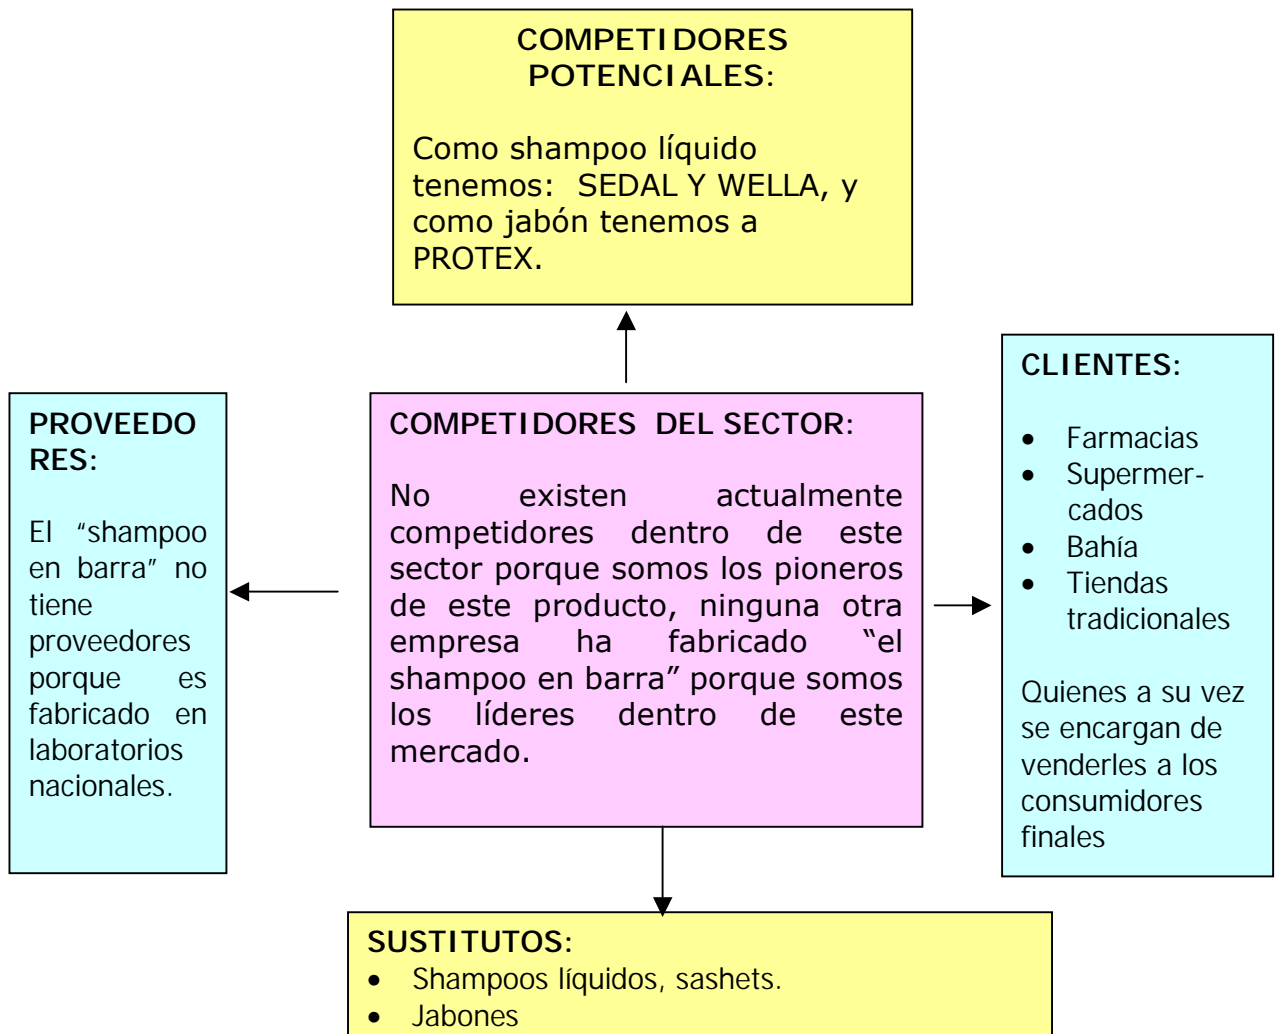 COMPETIDORES
POTENCIALES:
Como shampoo líquido
tenemos: SEDAL Y WELLA, y
como jabón tenemos a
PROTEX.
PROVEEDO
RES:
El “shampoo
en barra” no
tiene
proveedores
porque es
fabricado en
laboratorios
nacionales.
COMPETIDORES DEL SECTOR:
No existen actualmente
competidores dentro de este
sector porque somos los pioneros
de este producto, ninguna otra
empresa ha fabricado “el
shampoo en barra” porque somos
los líderes dentro de este
mercado.
CLIENTES:
• Farmacias
• Supermer-
cados
• Bahía
• Tiendas
tradicionales
Quienes a su vez
se encargan de
venderles a los
consumidores
finales
SUSTITUTOS:
• Shampoos líquidos, sashets.
• Jabones